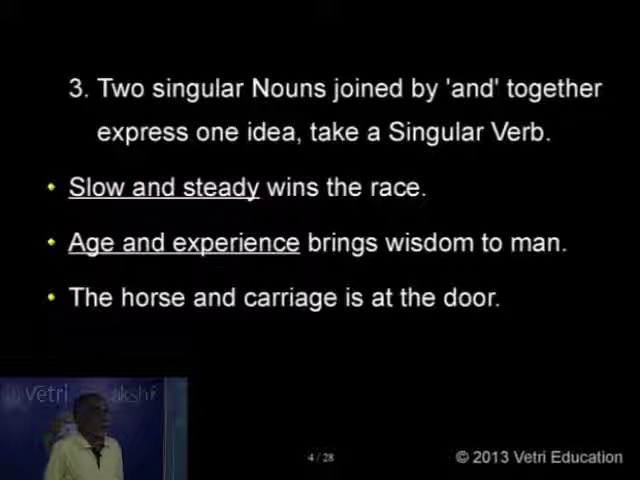 3. Two singular Nouns joined by 'and' together
express one idea, take a Singular Verb.
• Slow and steady wins the race.
• Age and experience brings wisdom to man.
• The horse and carriage is at the door.
Vetri
4 / 28
© 2013 Vetri Education